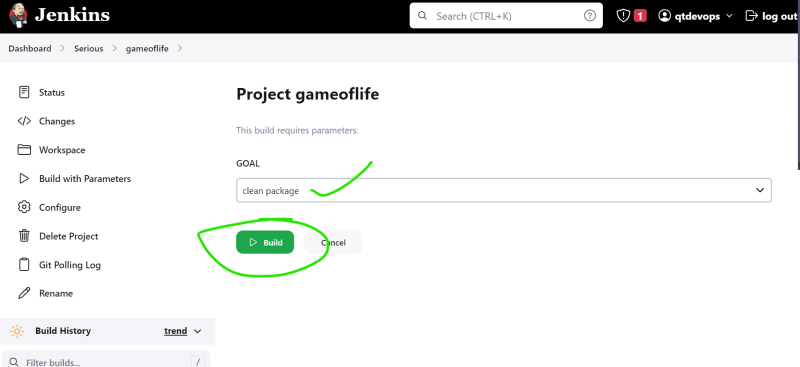 Jenkins
Search (CTRL+K)
1
qtdevops
log out
Dashboard
Serious
gameoflife
Status
Changes
Workspace
Build with Parameters
Configure
Delete Project
Git Polling Log
Rename
Build History
trend
Filter builds...
/
Project gameoflife
This build requires parameters:
GOAL
clean package
Build
Cancel